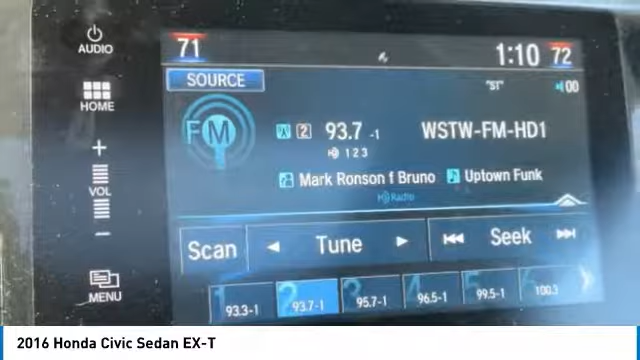 AUDIO
HOME
+
VOL
−
MENU
71
1:10 72
SOURCE
"ST" 00
FM
2 93.7 -1 WSTW-FM-HD1
1 2 3
Mark Ronson f Bruno Uptown Funk
HD Radio
Scan Tune Seek
1 93.3-1
2 93.7-1
3 95.7-1
4 96.5-1
5 99.5-1
6 100.3
2016 Honda Civic Sedan EX-T